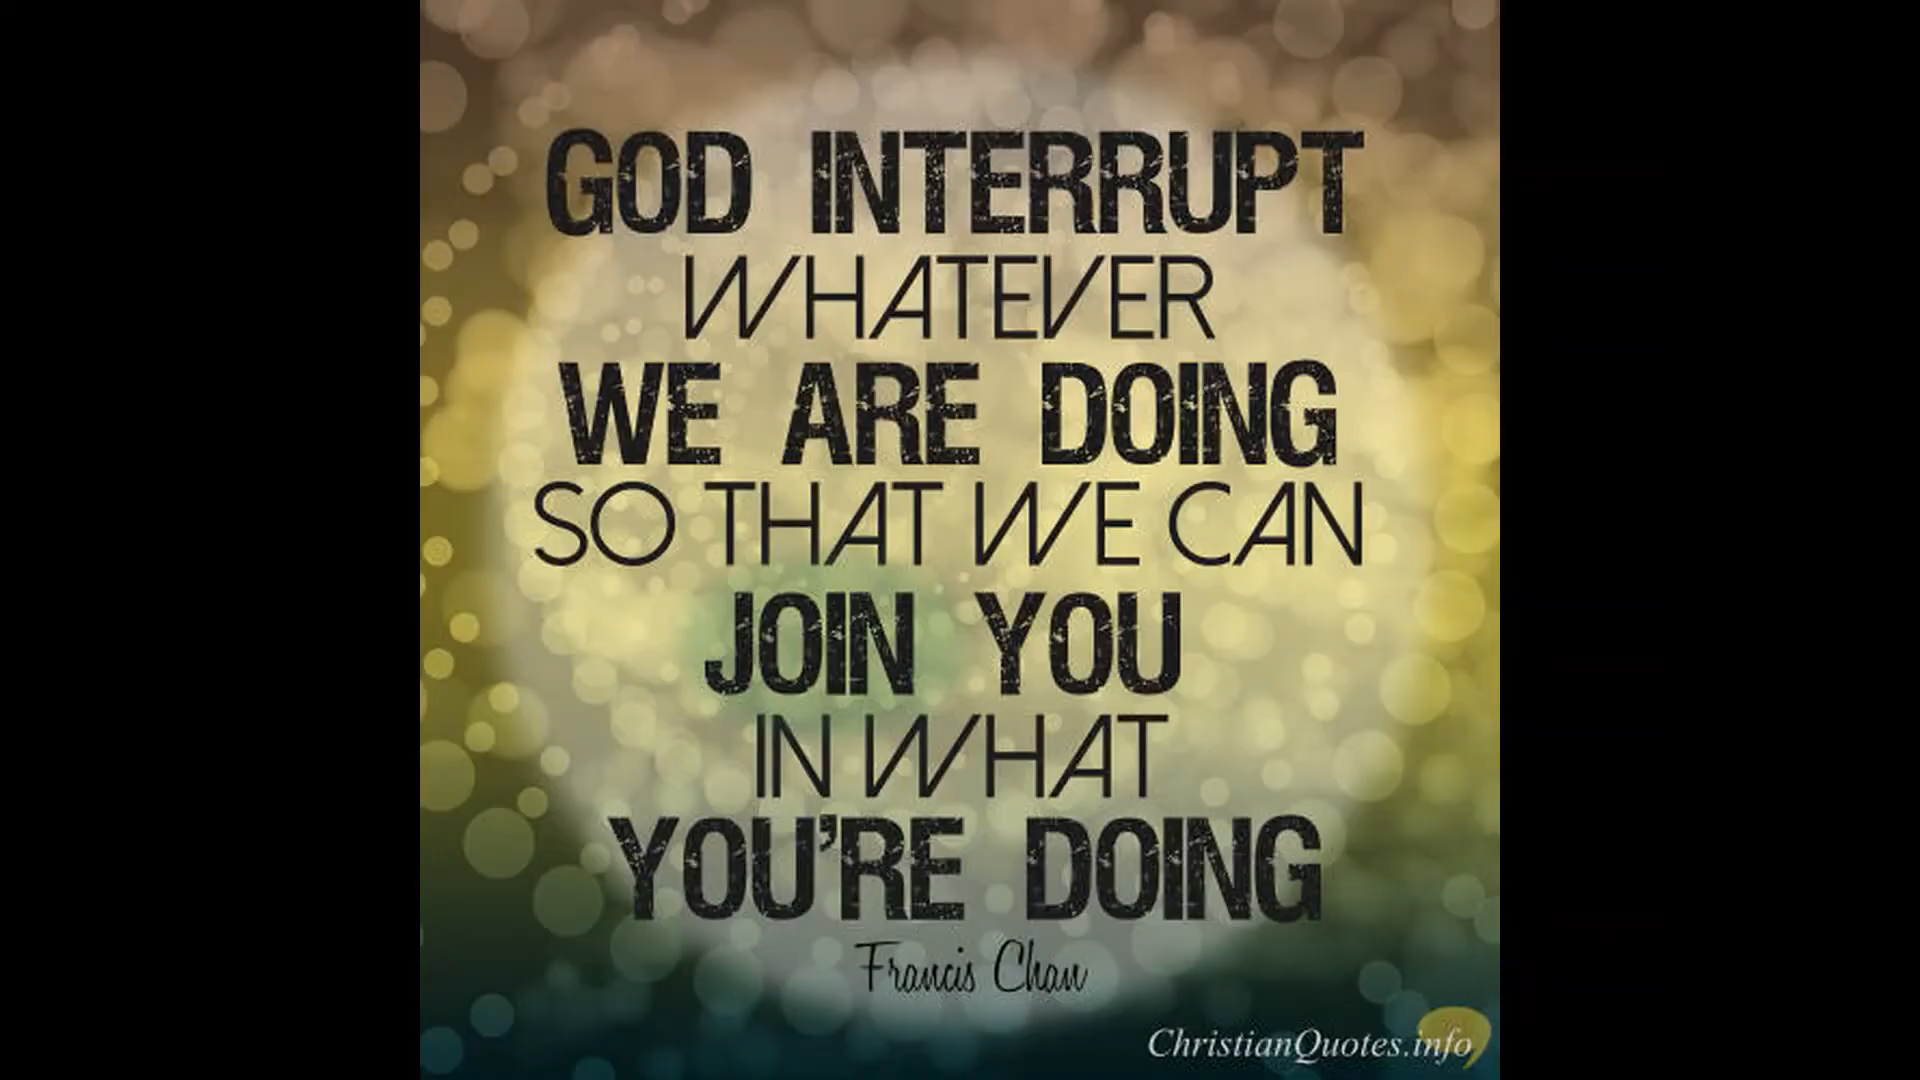 GOD INTERRUPT
WHATEVER
WE ARE DOING
SO THAT WE CAN
JOIN YOU
IN WHAT
YOU'RE DOING
Francis Chan
ChristianQuotes.info